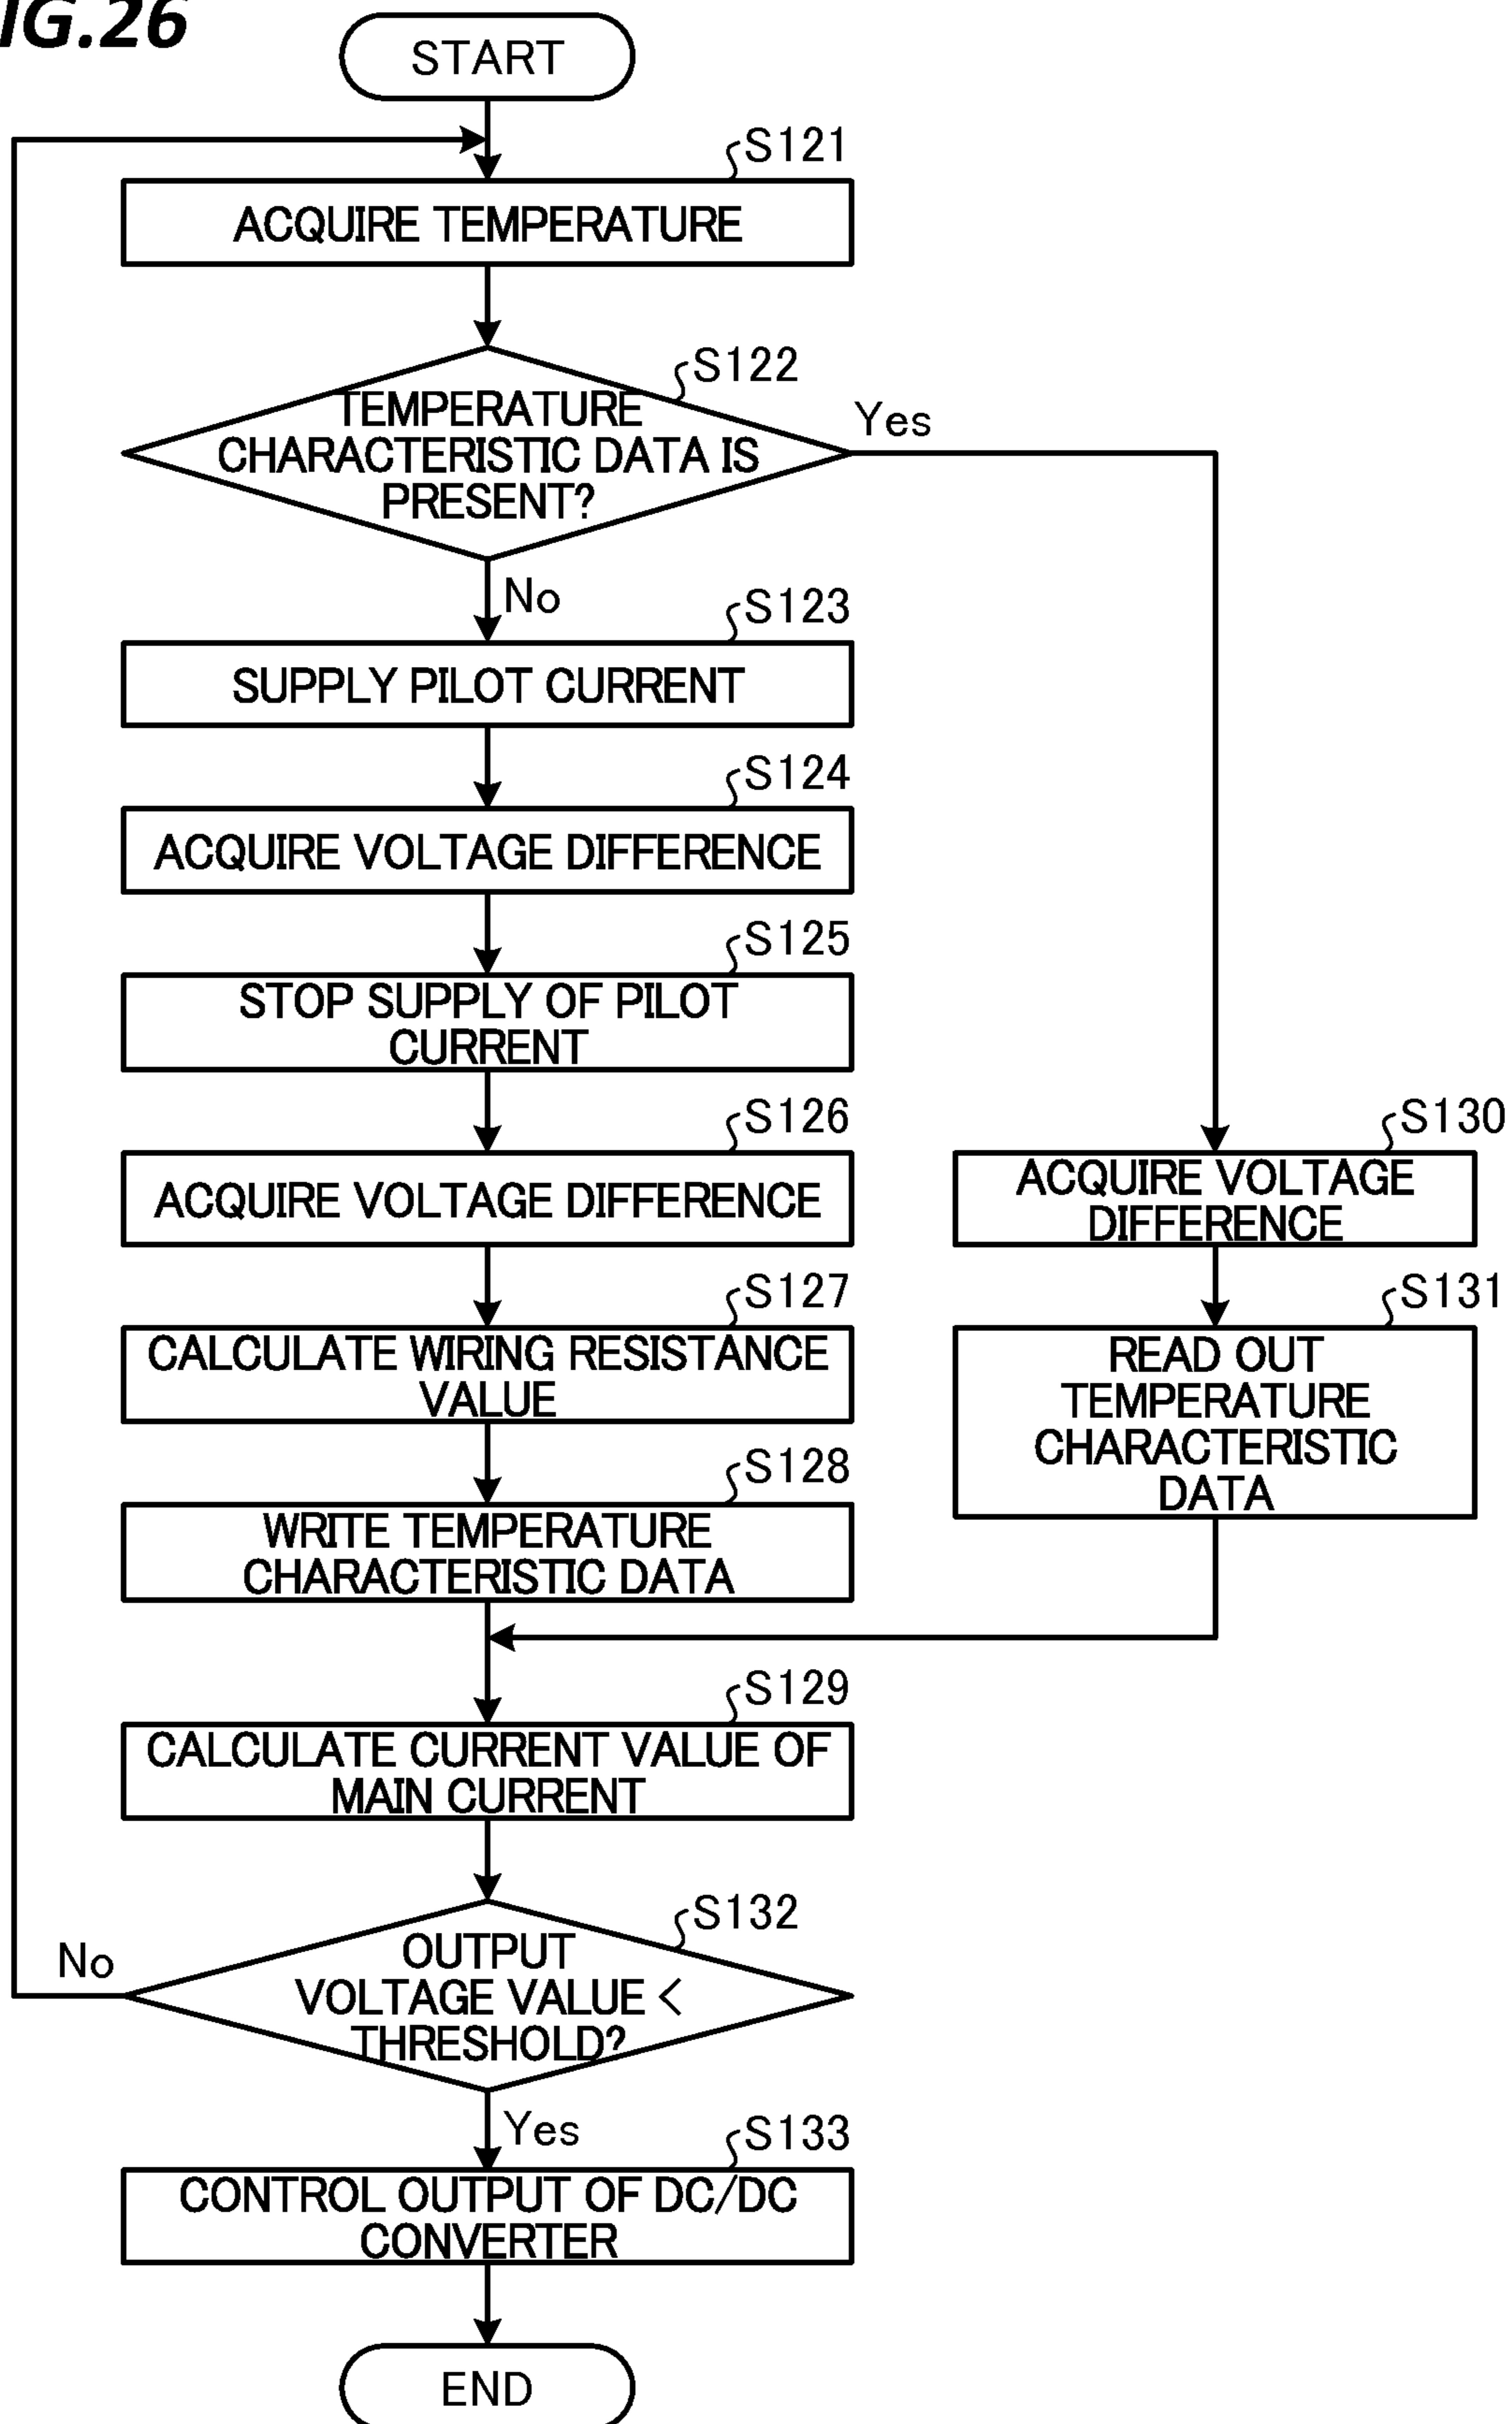 IG.26
START
S121
ACQUIRE TEMPERATURE
S122
TEMPERATURE
CHARACTERISTIC DATA IS
PRESENT?
Yes
No
S123
SUPPLY PILOT CURRENT
S124
ACQUIRE VOLTAGE DIFFERENCE
S125
STOP SUPPLY OF PILOT
CURRENT
S126
ACQUIRE VOLTAGE DIFFERENCE
S130
ACQUIRE VOLTAGE
DIFFERENCE
S127
CALCULATE WIRING RESISTANCE
VALUE
S131
READ OUT
TEMPERATURE
CHARACTERISTIC
DATA
S128
WRITE TEMPERATURE
CHARACTERISTIC DATA
S129
CALCULATE CURRENT VALUE OF
MAIN CURRENT
S132
OUTPUT
VOLTAGE VALUE <
THRESHOLD?
No
Yes
S133
CONTROL OUTPUT OF DC/DC
CONVERTER
END